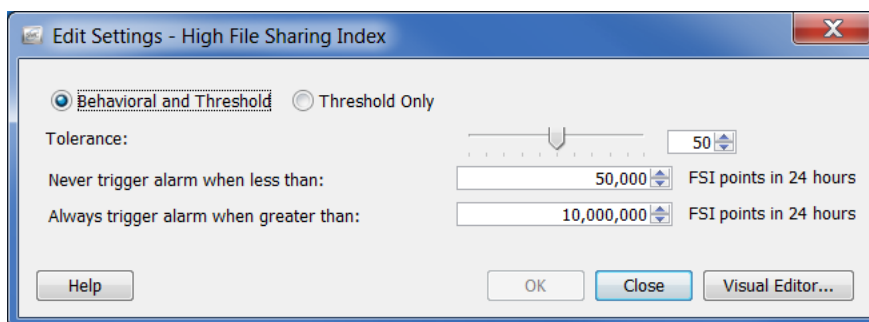 Edit Settings - High File Sharing Index
X
Behavioral and Threshold Threshold Only
Tolerance: 50
Never trigger alarm when less than: 50,000 FSI points in 24 hours
Always trigger alarm when greater than: 10,000,000 FSI points in 24 hours
Help OK Close Visual Editor...